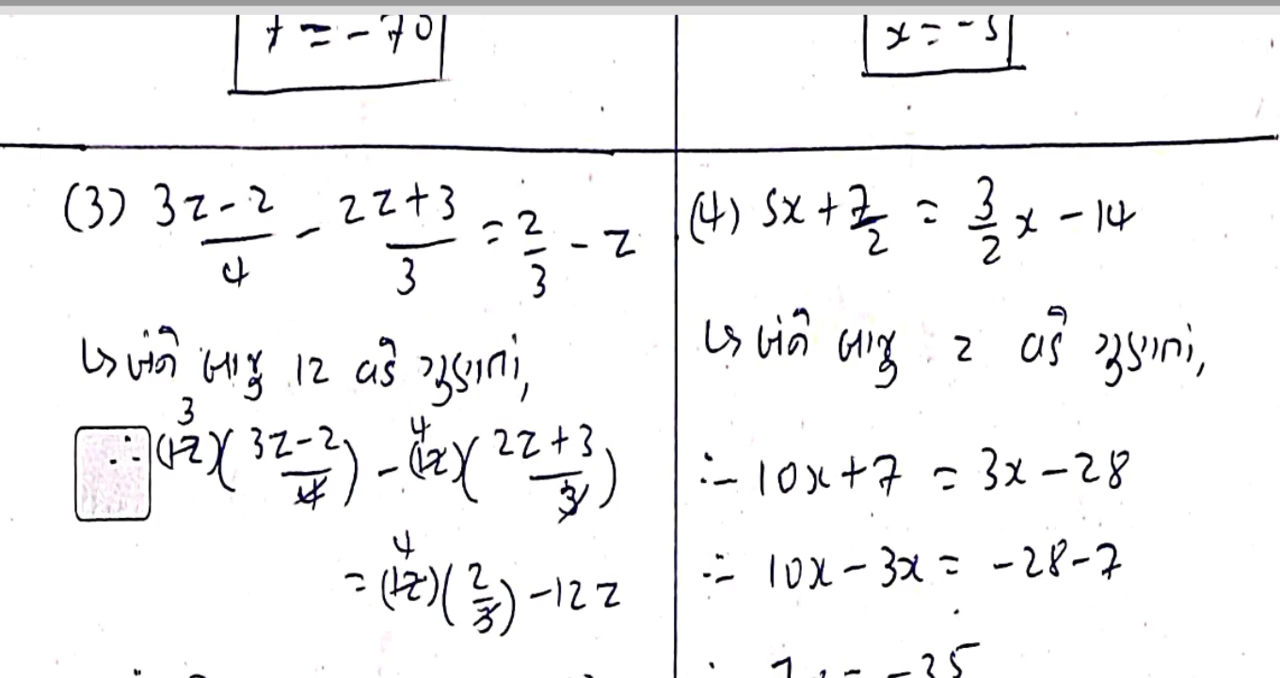 t = -70
(3) 3z-2/4 - 2z+3/3 = 2/3 - z
↳ બંને બાજુ 12 વડે ગુણતાં,
∴ (12)(3z-2/4) - (12)(2z+3/3)
= (12)(2/3) - 12z
x = -5
(4) 5x + 7/2 = 3/2 x - 14
↳ બંને બાજુ 2 વડે ગુણતાં,
∴ 10x + 7 = 3x - 28
∴ 10x - 3x = -28 - 7